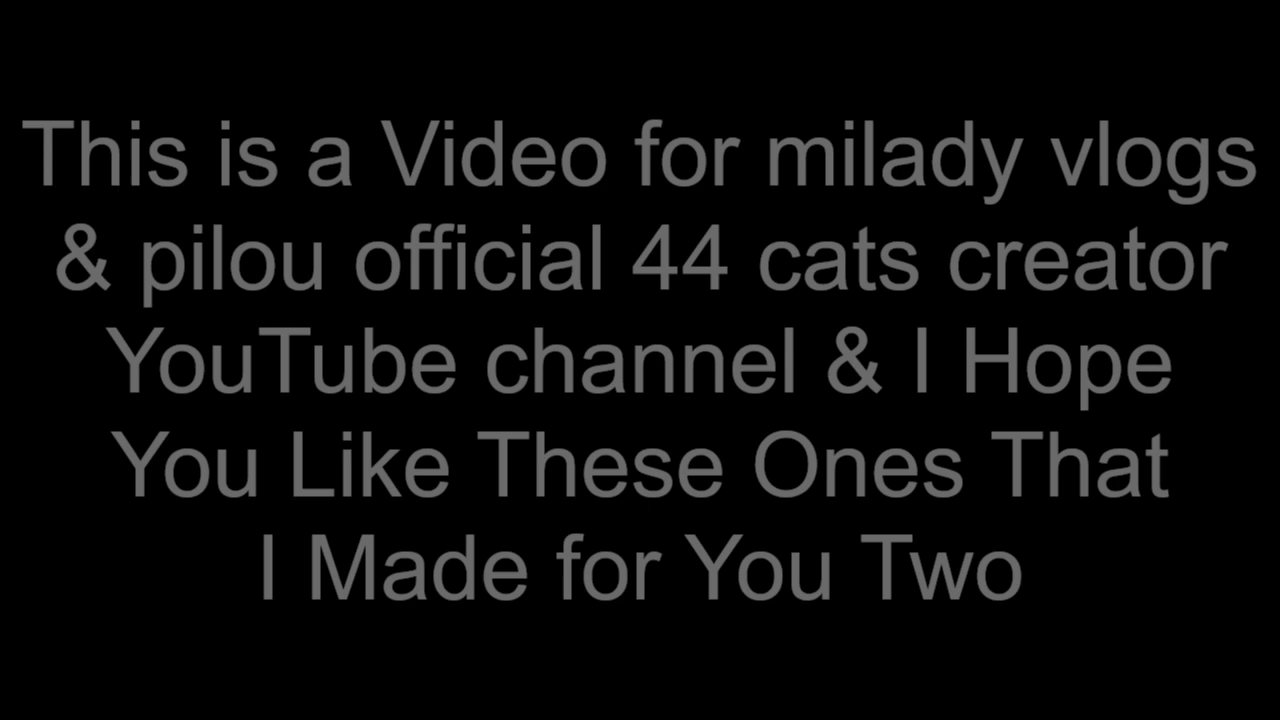 This is a Video for milady vlogs
& pilou official 44 cats creator
YouTube channel & I Hope
You Like These Ones That
I Made for You Two